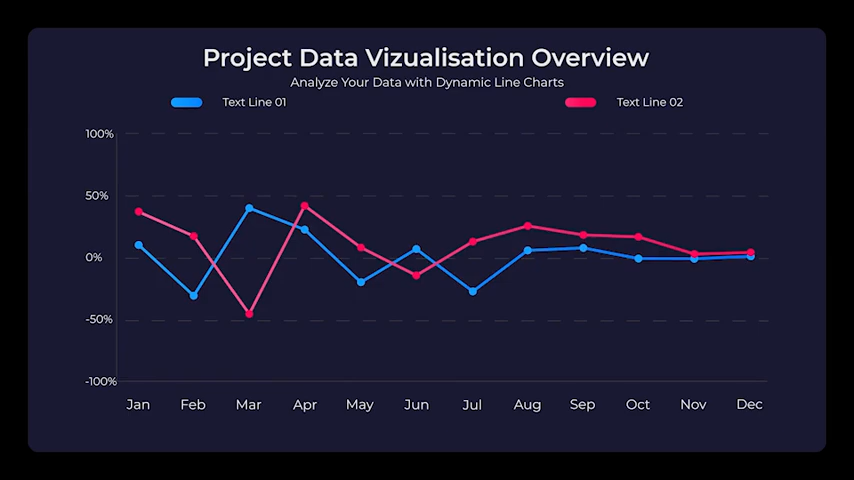 Project Data Vizualisation Overview
Analyze Your Data with Dynamic Line Charts
Text Line 01 Text Line 02
100%
50%
0%
-50%
-100%
Jan Feb Mar Apr May Jun Jul Aug Sep Oct Nov Dec